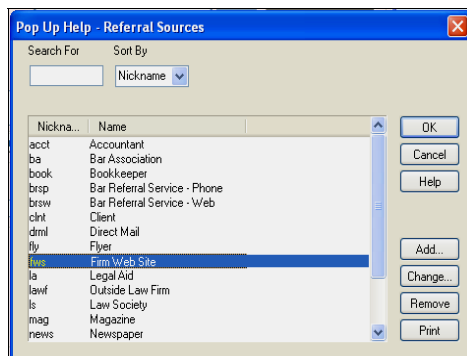 Pop Up Help - Referral Sources
Search For Sort By
Nickname
Nickna... Name
acct Accountant
ba Bar Association
book Bookkeeper
brsp Bar Referral Service - Phone
brsw Bar Referral Service - Web
clnt Client
drml Direct Mail
fly Flyer
fws Firm Web Site
la Legal Aid
lawf Outside Law Firm
ls Law Society
mag Magazine
news Newspaper
OK
Cancel
Help
Add...
Change...
Remove
Print